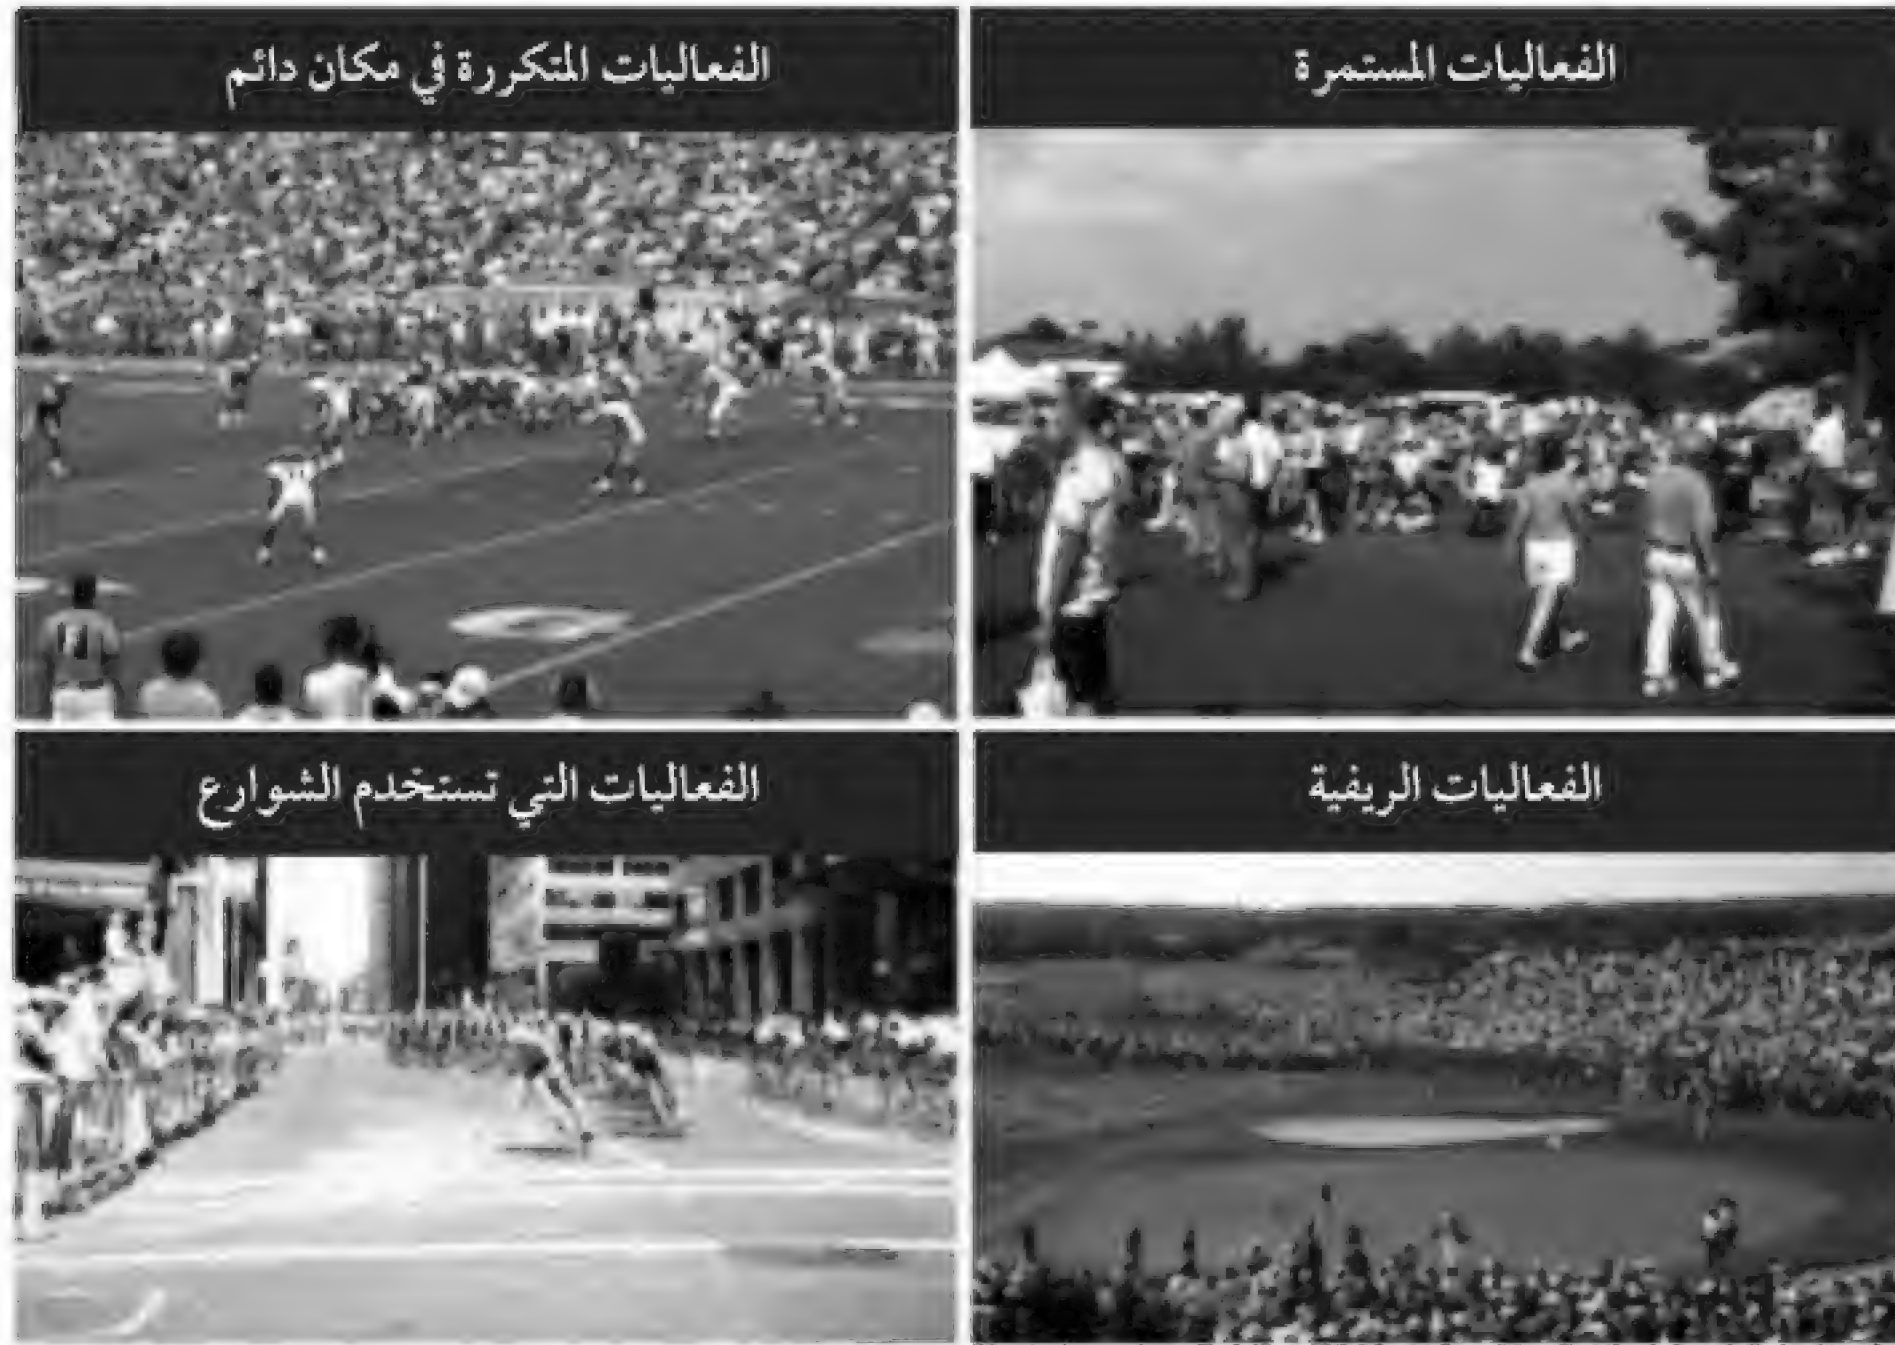 الفعاليات المستمرة
الفعاليات المتكررة في مكان دائم
الفعاليات الريفية
الفعاليات التي تستخدم الشوارع